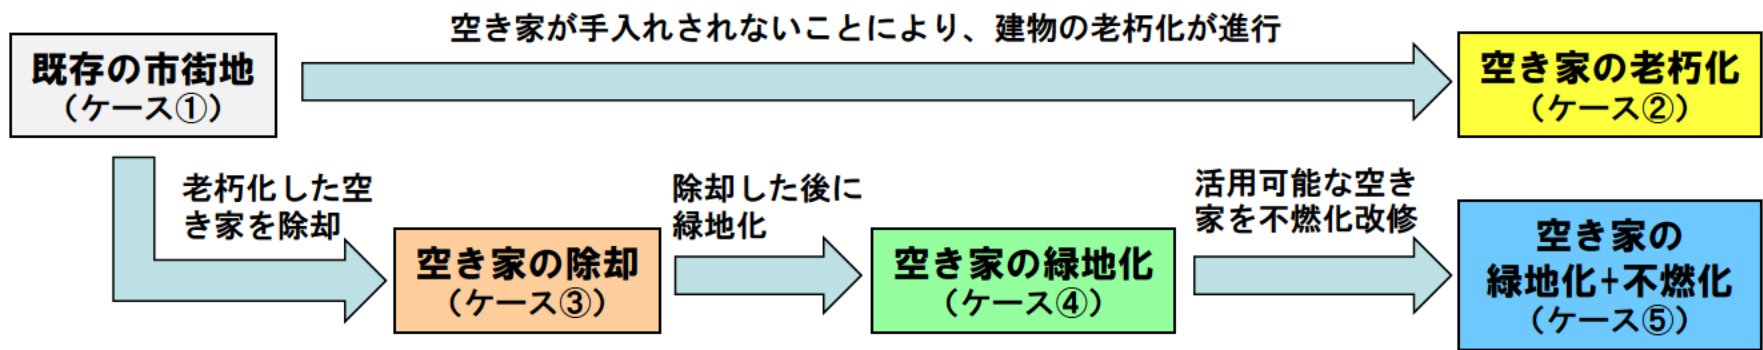 空き家が手入れされないことにより、建物の老朽化が進行
既存の市街地
（ケース①）
空き家の老朽化
（ケース②）
老朽化した空
き家を除却
除却した後に
緑地化
活用可能な空き
家を不燃化改修
空き家の除却
（ケース③）
空き家の緑地化
（ケース④）
空き家の
緑地化+不燃化
（ケース⑤）